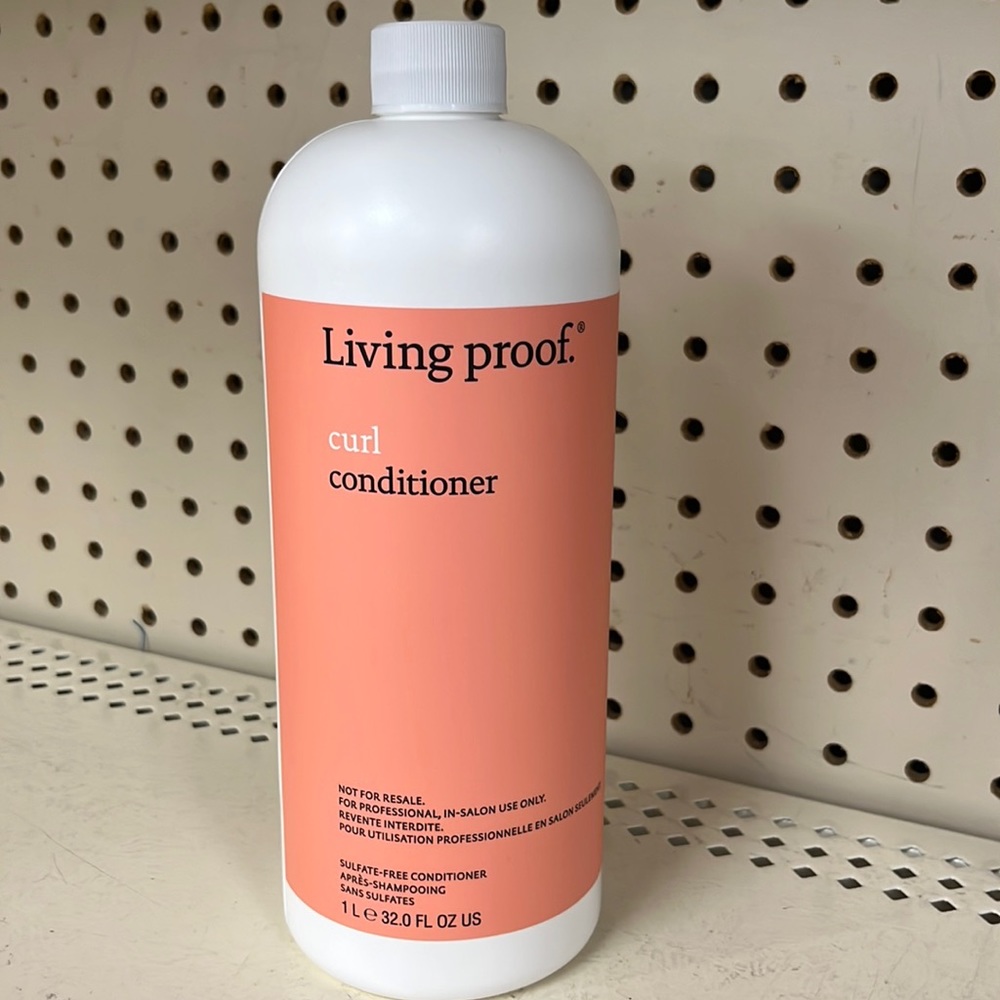 Living proof.®
curl
conditioner
NOT FOR RESALE.
FOR PROFESSIONAL, IN-SALON USE ONLY.
REVENTE INTERDITE.
POUR UTILISATION PROFESSIONNELLE EN SALON SEULEMENT
SULFATE-FREE CONDITIONER
APRÈS-SHAMPOOING
SANS SULFATES
1 L ℮ 32.0 FL OZ US